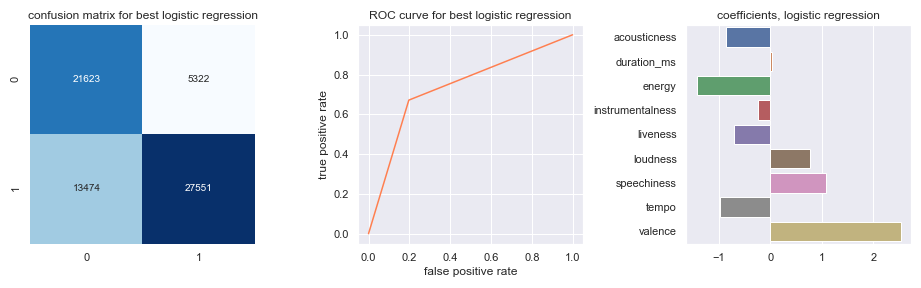 confusion matrix for best logistic regression
0
21623
5322
1
13474
27551
0
1
ROC curve for best logistic regression
true positive rate
1.0
0.8
0.6
0.4
0.2
0.0
0.0
0.2
0.4
0.6
0.8
1.0
false positive rate
coefficients, logistic regression
acousticness
duration_ms
energy
instrumentalness
liveness
loudness
speechiness
tempo
valence
−1
0
1
2